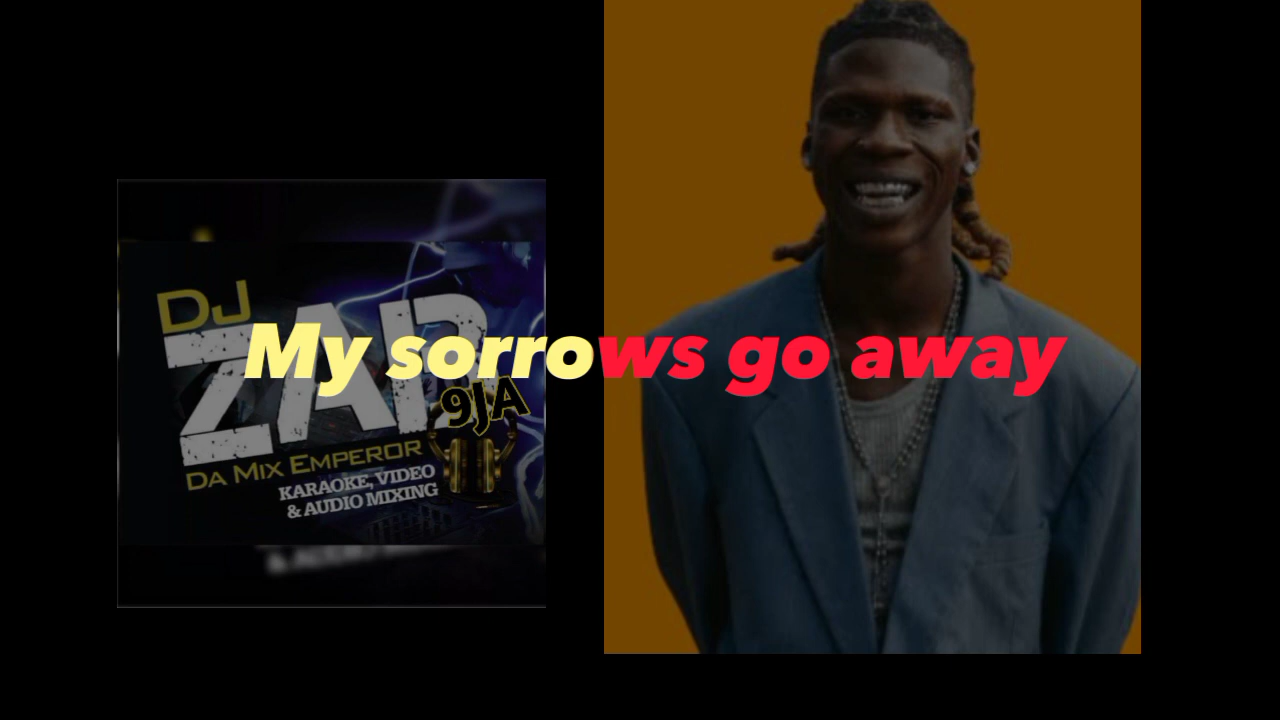 DJ
ZAP
9JA
My sorrows go away
DA MIX EMPEROR
KARAOKE, VIDEO
& AUDIO MIXING